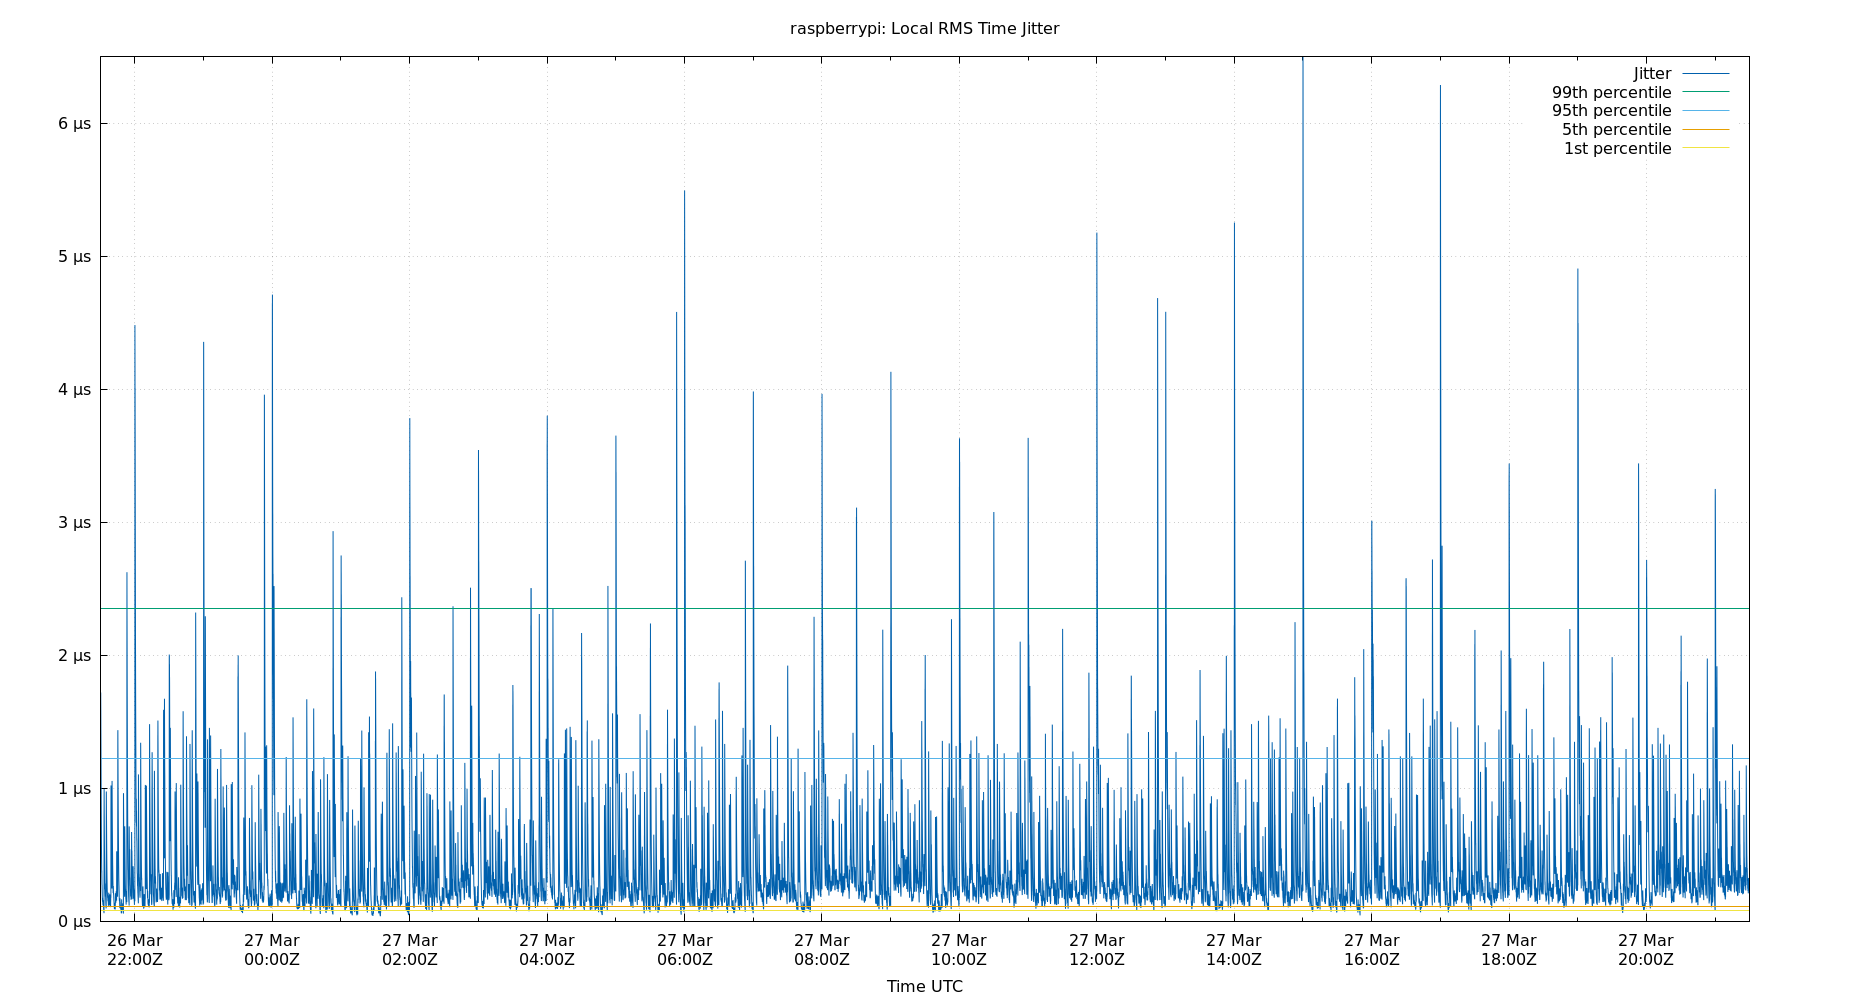 raspberrypi: Local RMS Time Jitter
Jitter
99th percentile
95th percentile
5th percentile
1st percentile
6 µs
5 µs
4 µs
3 µs
2 µs
1 µs
0 µs
26 Mar 27 Mar 27 Mar 27 Mar 27 Mar 27 Mar 27 Mar 27 Mar 27 Mar 27 Mar 27 Mar 27 Mar
22:00Z 00:00Z 02:00Z 04:00Z 06:00Z 08:00Z 10:00Z 12:00Z 14:00Z 16:00Z 18:00Z 20:00Z
Time UTC